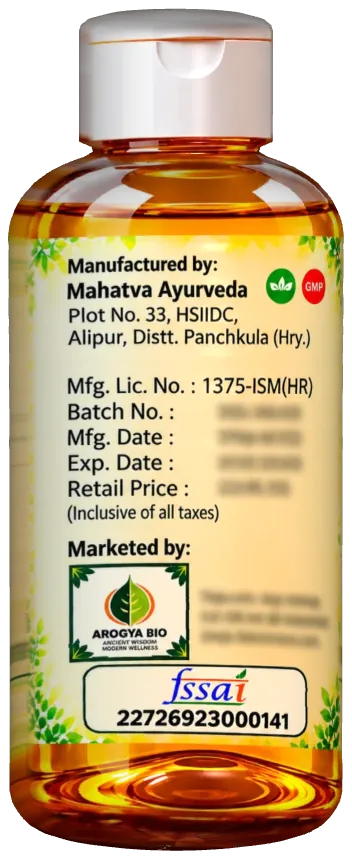 Manufactured by:
Mahatva Ayurveda
GMP
Plot No. 33, HSIIDC,
Alipur, Distt. Panchkula (Hry.)
Mfg. Lic. No. : 1375-ISM(HR)
Batch No. :
Mfg. Date :
Exp. Date :
Retail Price :
(Inclusive of all taxes)
Marketed by:
AROGYA BIO
ANCIENT WISDOM
MODERN WELLNESS
fssai
22726923000141